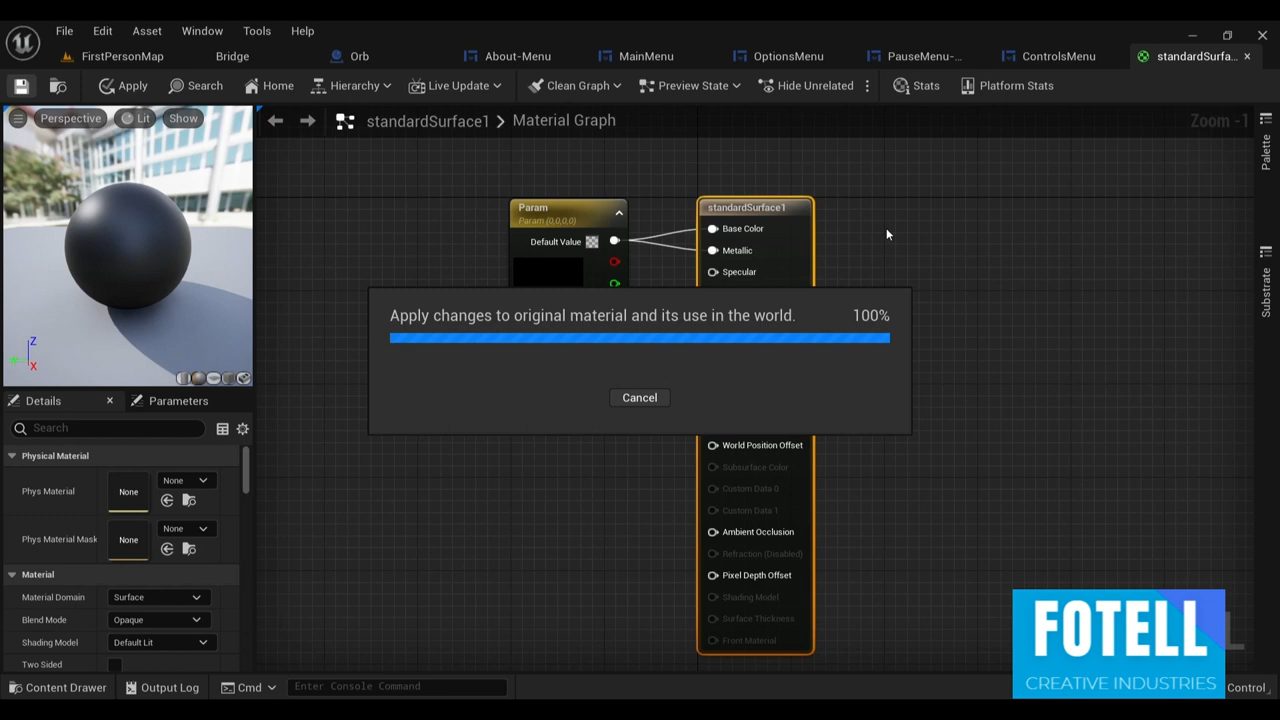 File Edit Asset Window Tools Help
FirstPersonMap Bridge Orb About-Menu MainMenu OptionsMenu PauseMenu-... ControlsMenu standardSurfa...
Apply Search Home Hierarchy Live Update Clean Graph Preview State Hide Unrelated Stats Platform Stats
Perspective Lit Show
standardSurface1 > Material Graph
Zoom -1
Palette
Substrate
Param
Param (0,0,0,0)
Default Value
standardSurface1
Base Color
Metallic
Specular
Apply changes to original material and its use in the world. 100%
Cancel
World Position Offset
Subsurface Color
Custom Data 0
Custom Data 1
Ambient Occlusion
Refraction (Disabled)
Pixel Depth Offset
Shading Model
Surface Thickness
Front Material
Z
X
Details Parameters
Search
Physical Material
Phys Material None None
Phys Material Mask None None
Material
Material Domain Surface
Blend Mode Opaque
Shading Model Default Lit
Two Sided
FOTELL
CREATIVE INDUSTRIES
Content Drawer Output Log Cmd Enter Console Command Control